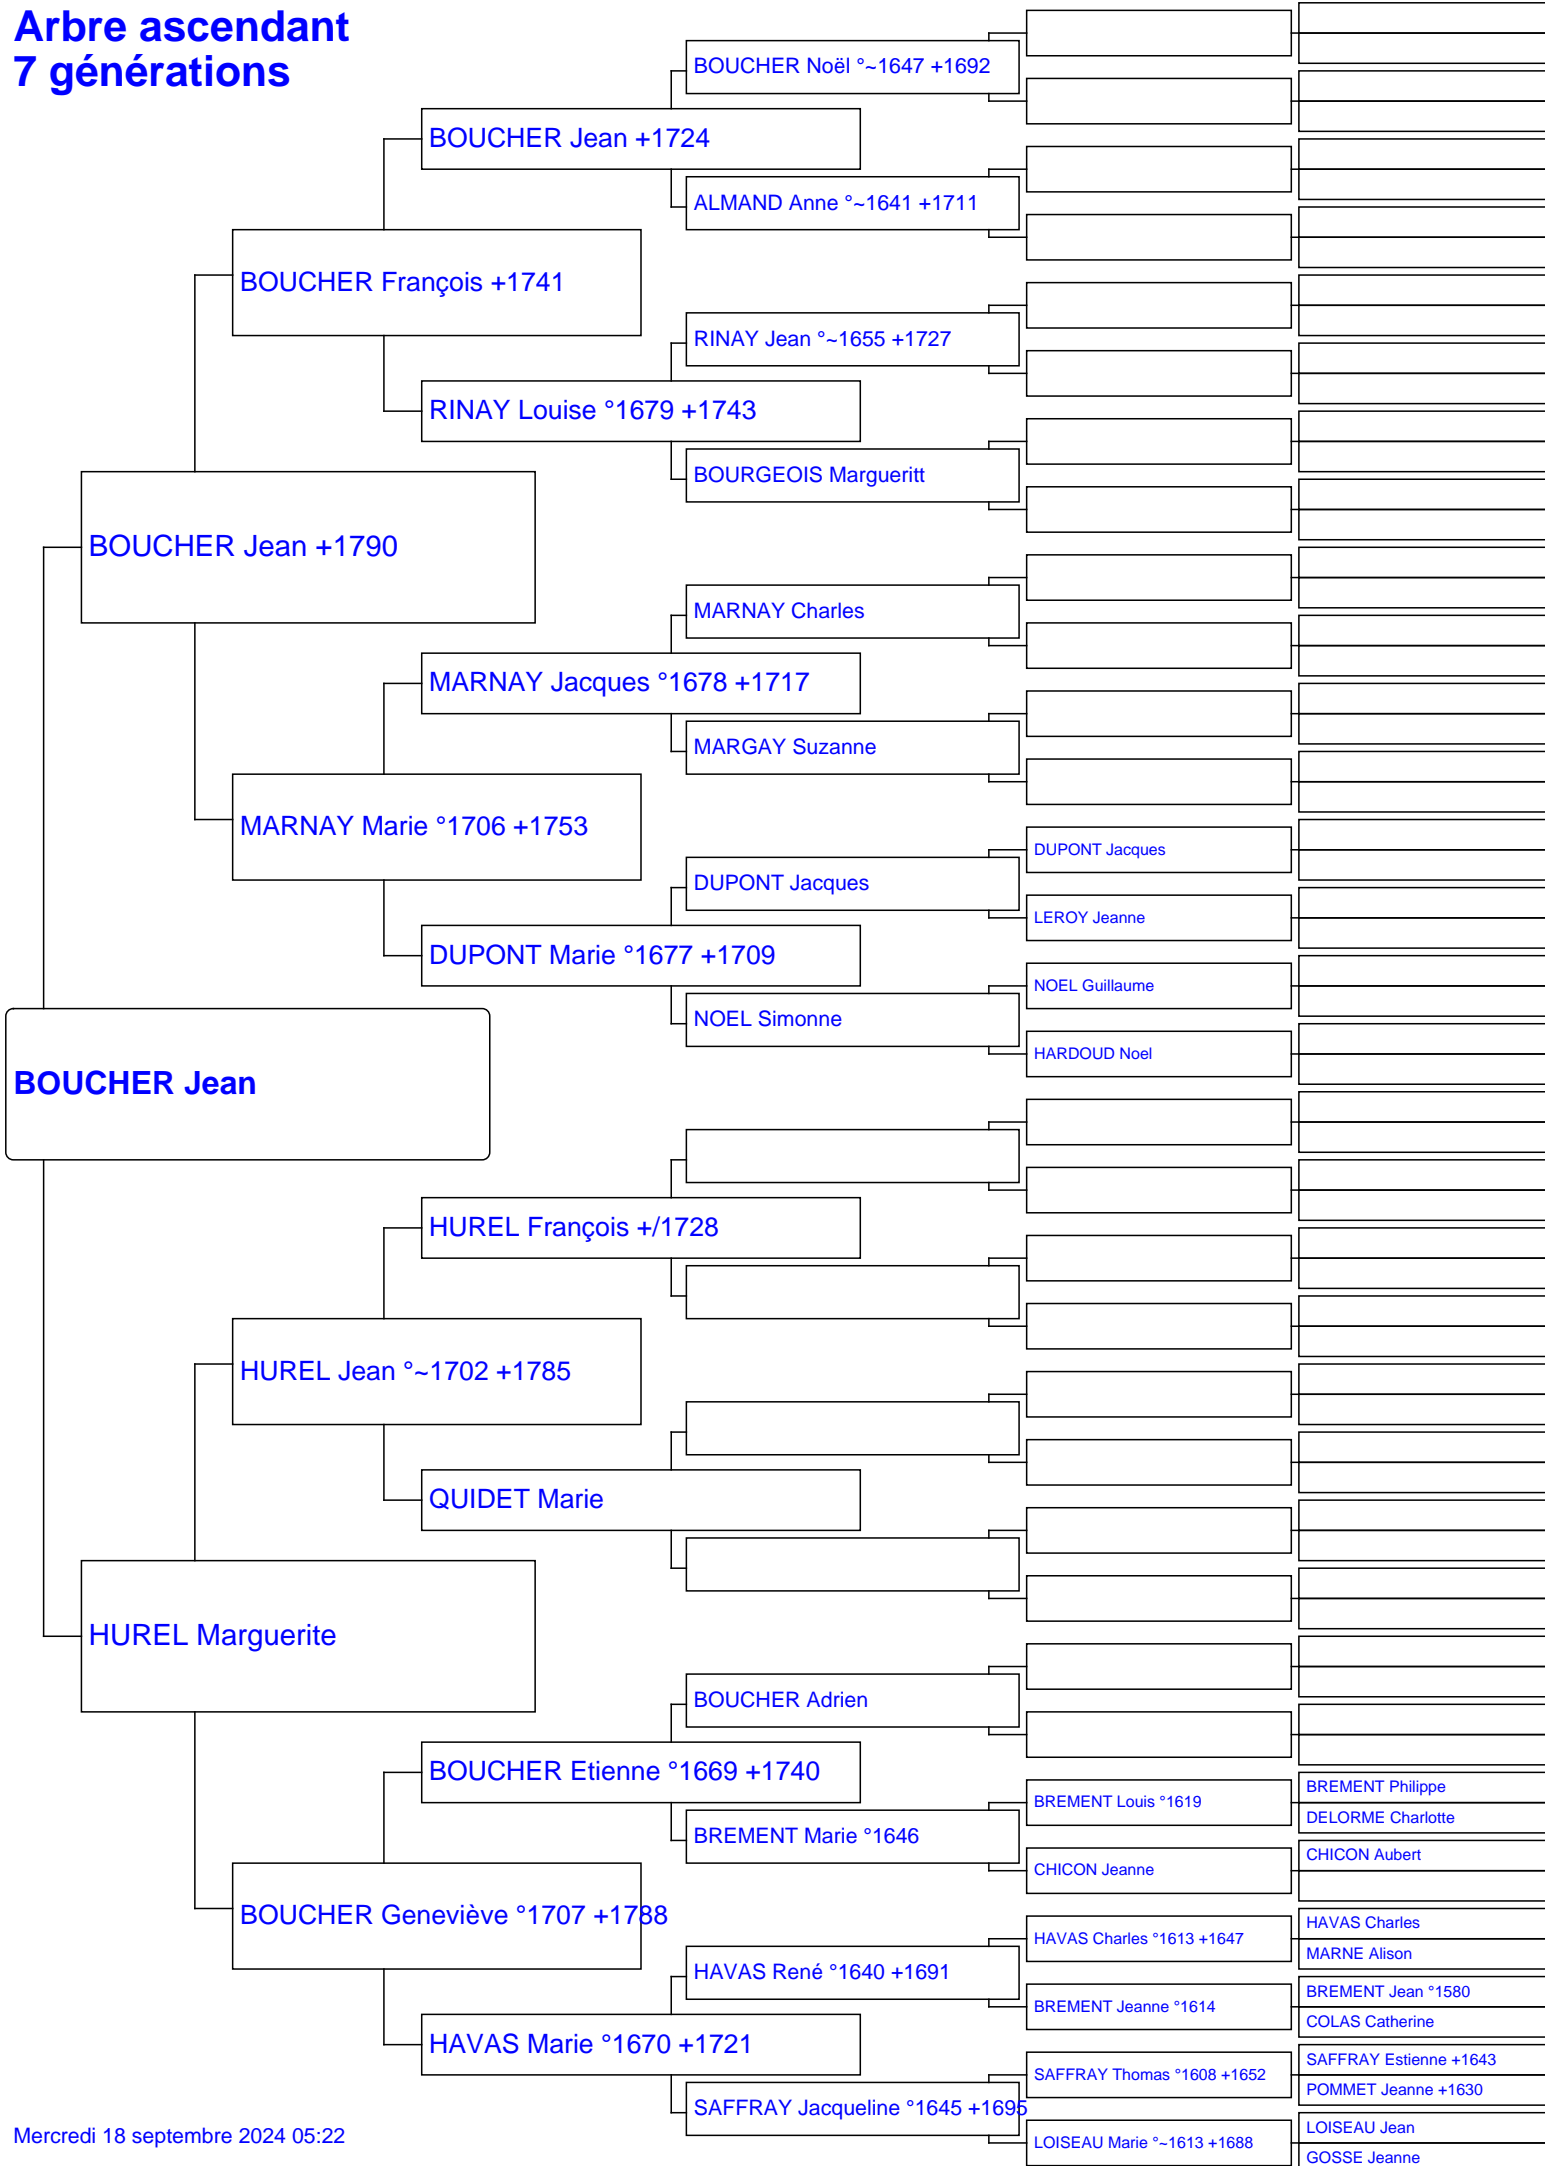 Arbre ascendant
7 générations
BOUCHER Noël °~1647 +1692
BOUCHER Jean +1724
ALMAND Anne °~1641 +1711
BOUCHER François +1741
RINAY Jean °~1655 +1727
RINAY Louise °1679 +1743
BOURGEOIS Margueritt
BOUCHER Jean +1790
MARNAY Charles
MARNAY Jacques °1678 +1717
MARGAY Suzanne
MARNAY Marie °1706 +1753
DUPONT Jacques
DUPONT Jacques
LEROY Jeanne
DUPONT Marie °1677 +1709
NOEL Guillaume
NOEL Simonne
HARDOUD Noel
BOUCHER Jean
HUREL François +/1728
HUREL Jean °~1702 +1785
QUIDET Marie
HUREL Marguerite
BOUCHER Adrien
BOUCHER Etienne °1669 +1740
BREMENT Philippe
BREMENT Louis °1619
DELORME Charlotte
BREMENT Marie °1646
CHICON Aubert
CHICON Jeanne
BOUCHER Geneviève °1707 +1788
HAVAS Charles
HAVAS Charles °1613 +1647
MARNE Alison
HAVAS René °1640 +1691
BREMENT Jean °1580
BREMENT Jeanne °1614
COLAS Catherine
HAVAS Marie °1670 +1721
SAFFRAY Estienne +1643
SAFFRAY Thomas °1608 +1652
POMMET Jeanne +1630
SAFFRAY Jacqueline °1645 +1695
LOISEAU Jean
LOISEAU Marie °~1613 +1688
GOSSE Jeanne
Mercredi 18 septembre 2024 05:22